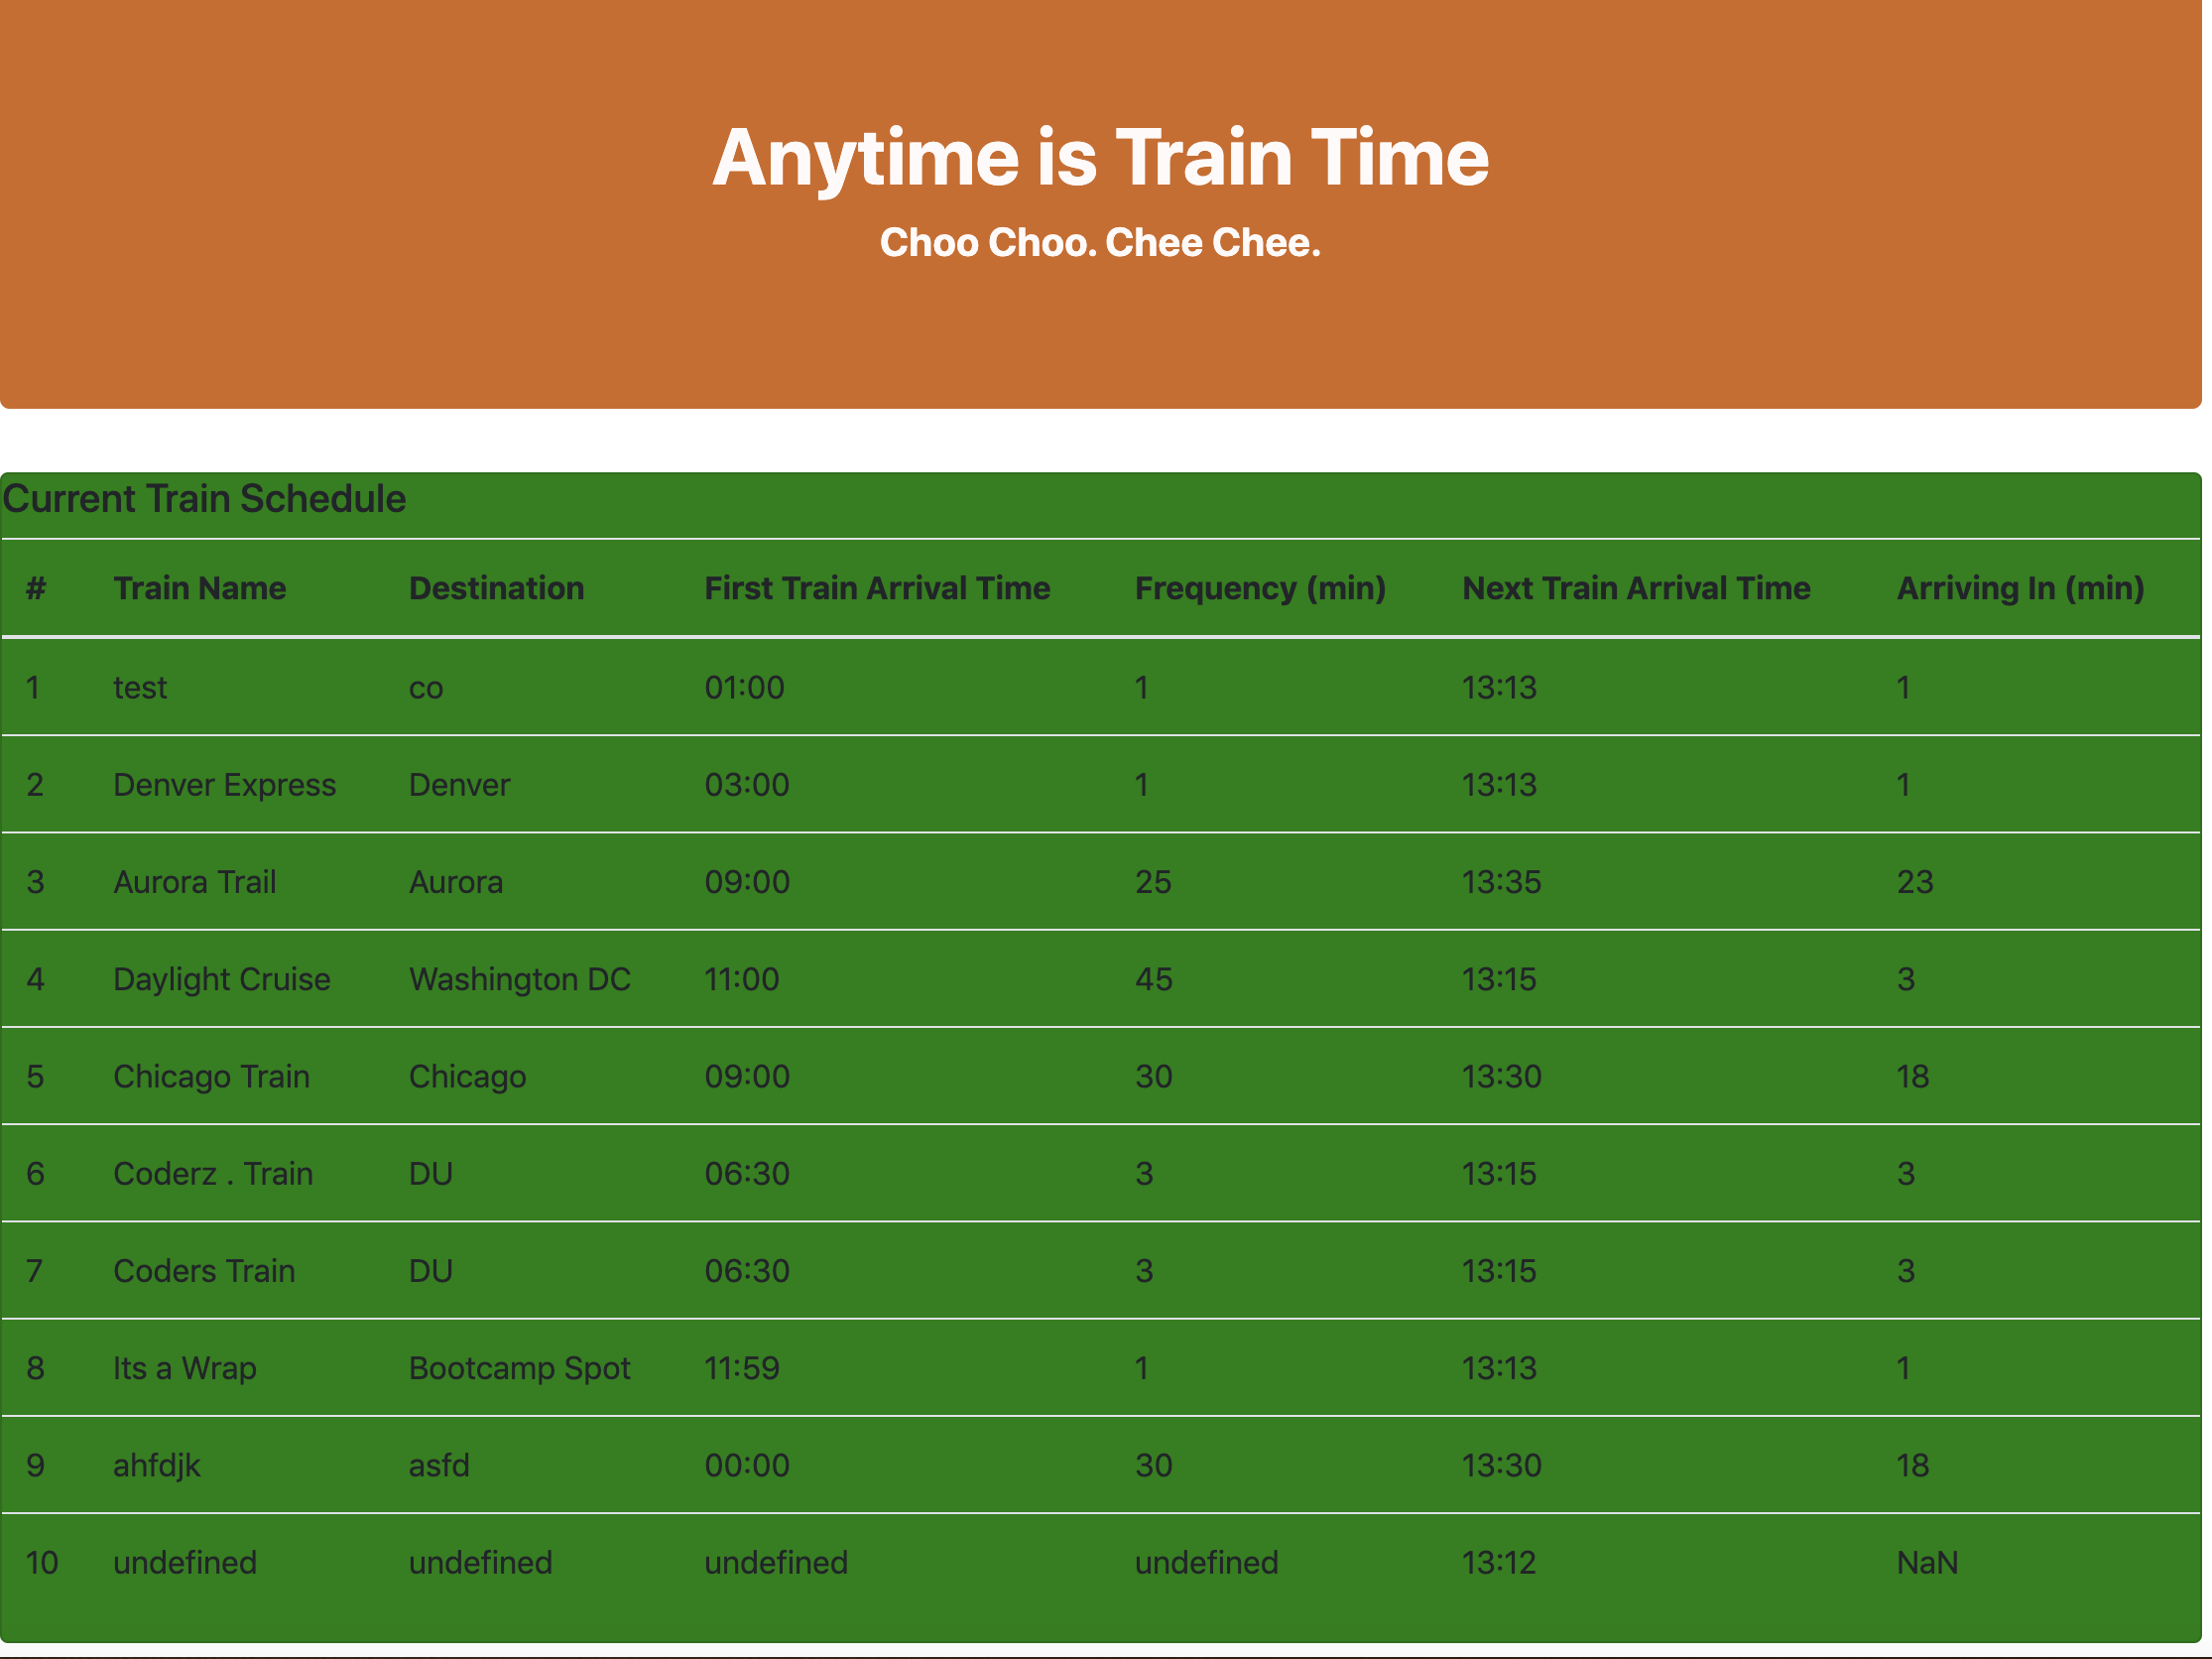 Anytime is Train Time
Choo Choo. Chee Chee.
Current Train Schedule
# Train Name Destination First Train Arrival Time Frequency (min) Next Train Arrival Time Arriving In (min)
1 test co 01:00 1 13:13 1
2 Denver Express Denver 03:00 1 13:13 1
3 Aurora Trail Aurora 09:00 25 13:35 23
4 Daylight Cruise Washington DC 11:00 45 13:15 3
5 Chicago Train Chicago 09:00 30 13:30 18
6 Coderz . Train DU 06:30 3 13:15 3
7 Coders Train DU 06:30 3 13:15 3
8 Its a Wrap Bootcamp Spot 11:59 1 13:13 1
9 ahfdjk asfd 00:00 30 13:30 18
10 undefined undefined undefined undefined 13:12 NaN